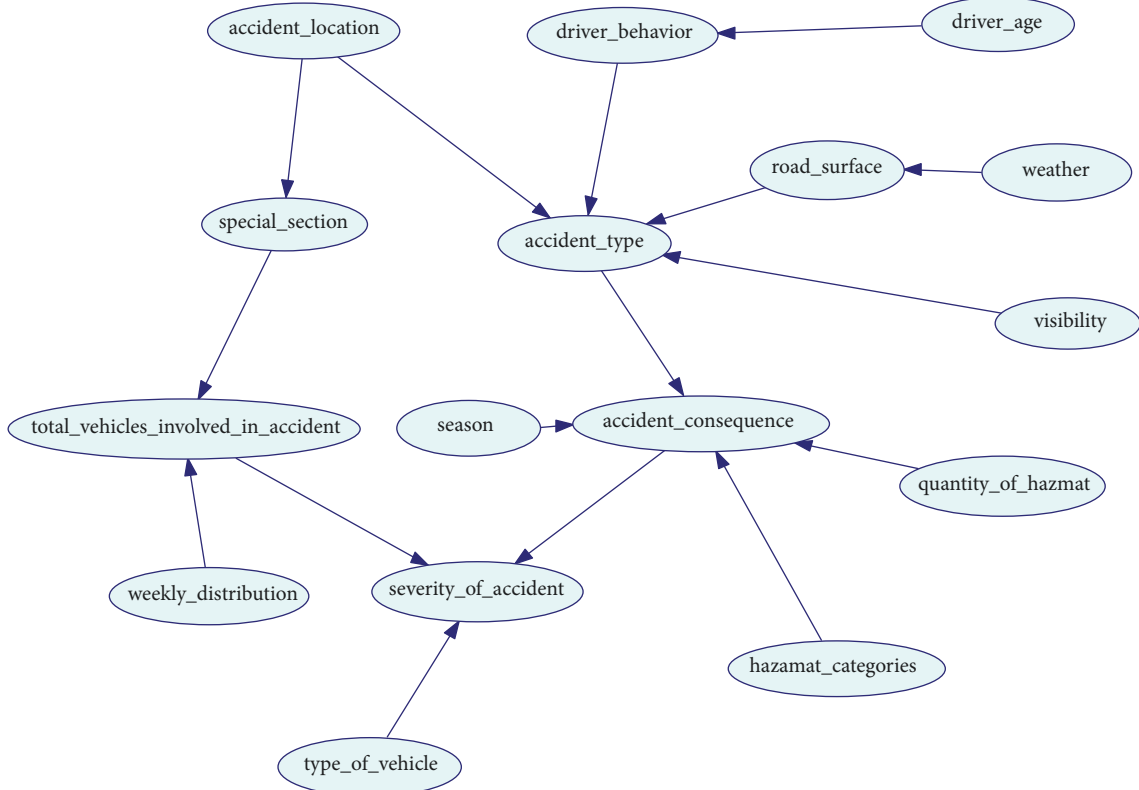 accident_location
driver_behavior
driver_age
road_surface
weather
special_section
accident_type
visibility
total_vehicles_involved_in_accident
season
accident_consequence
quantity_of_hazmat
weekly_distribution
severity_of_accident
hazamat_categories
type_of_vehicle